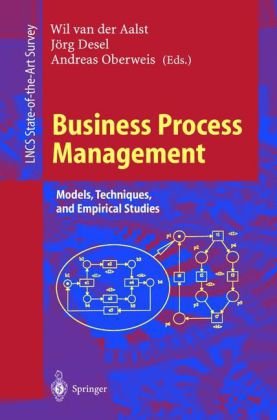 LNCS State-of-the-Art Survey
Wil van der Aalst
Jörg Desel
Andreas Oberweis (Eds.)
Business Process
Management
Models, Techniques,
and Empirical Studies
Springer